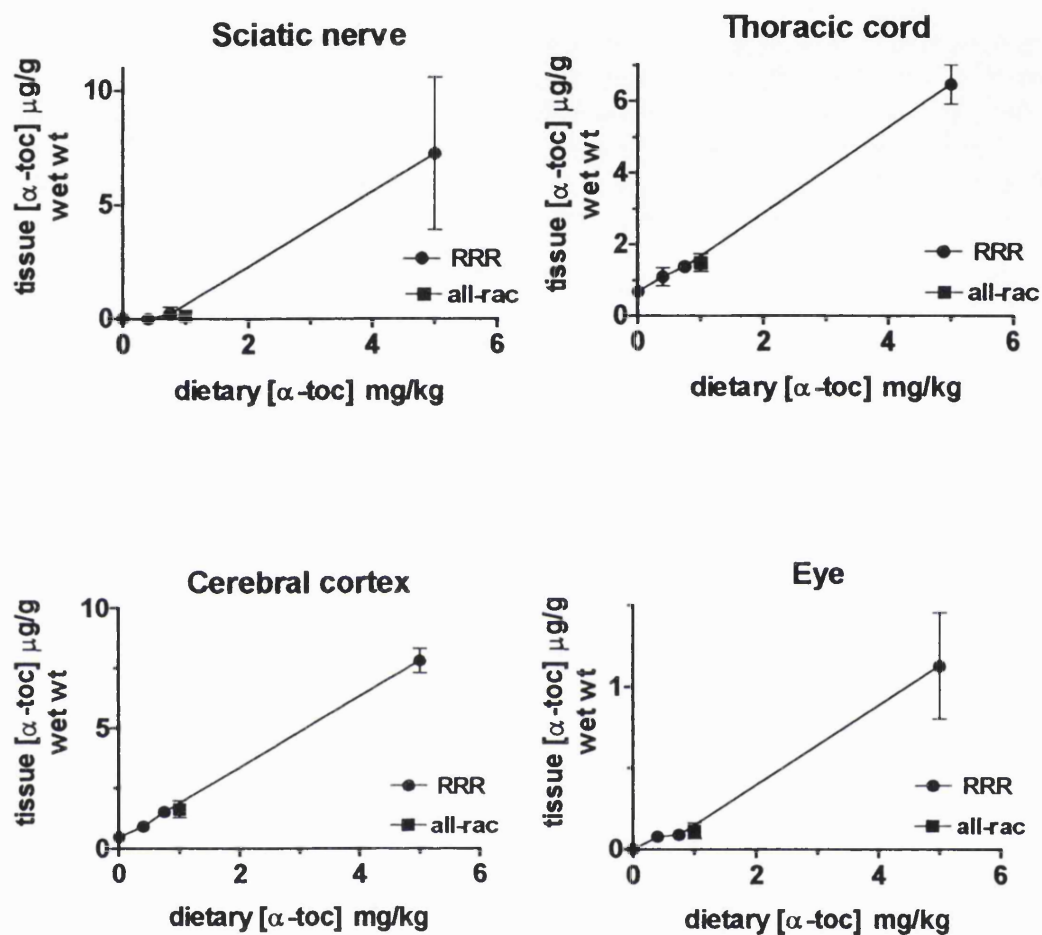 Sciatic nerve
tissue [α-toc] μg/g
wet wt
10
5
0
0 2 4 6
RRR
all-rac
dietary [α-toc] mg/kg
Thoracic cord
tissue [α-toc] μg/g
wet wt
6
4
2
0
0 2 4 6
RRR
all-rac
dietary [α-toc] mg/kg
Cerebral cortex
tissue [α-toc] μg/g
wet wt
10
5
0
0 2 4 6
RRR
all-rac
dietary [α-toc] mg/kg
Eye
tissue [α-toc] μg/g
wet wt
1
0
0 2 4 6
RRR
all-rac
dietary [α-toc] mg/kg